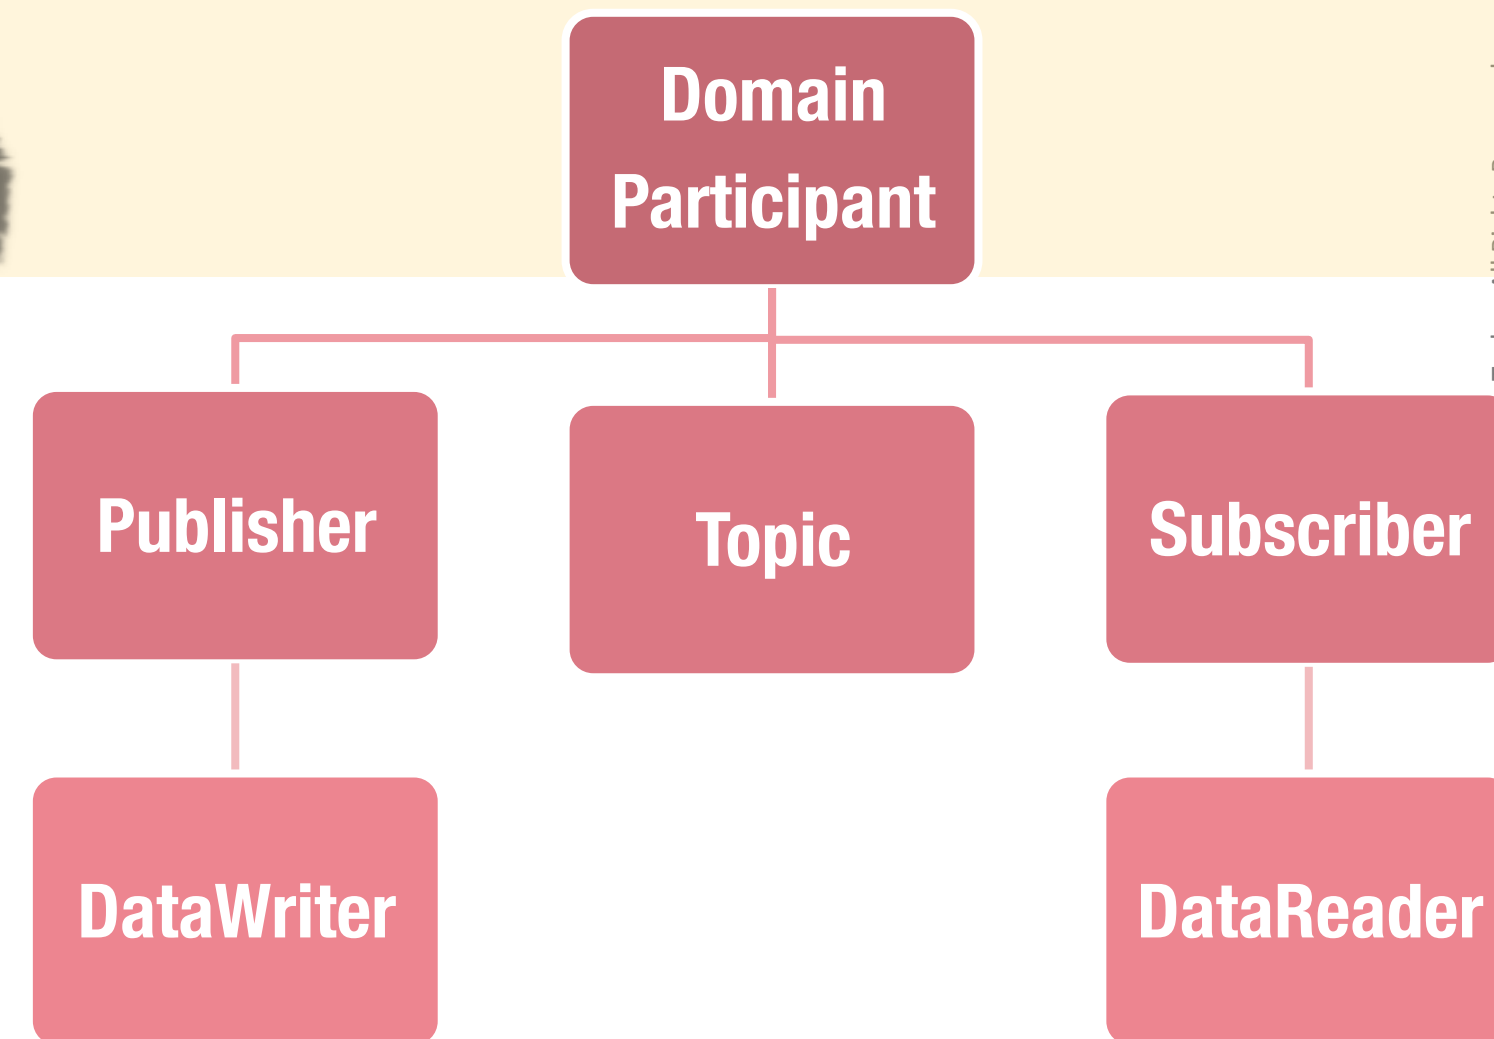 Domain
Participant
Publisher
Topic
Subscriber
DataWriter
DataReader